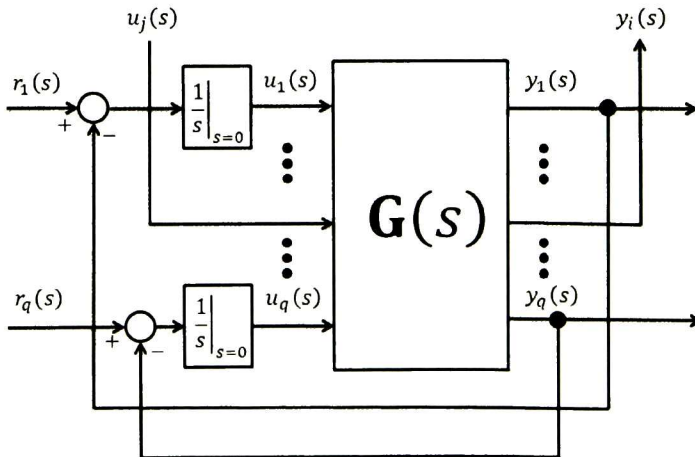 u_j(s) y_i(s)
r_1(s) u_1(s) y_1(s)
+ −
1/s|_{s=0}
G(s)
r_q(s) u_q(s) y_q(s)
+ −
1/s|_{s=0}